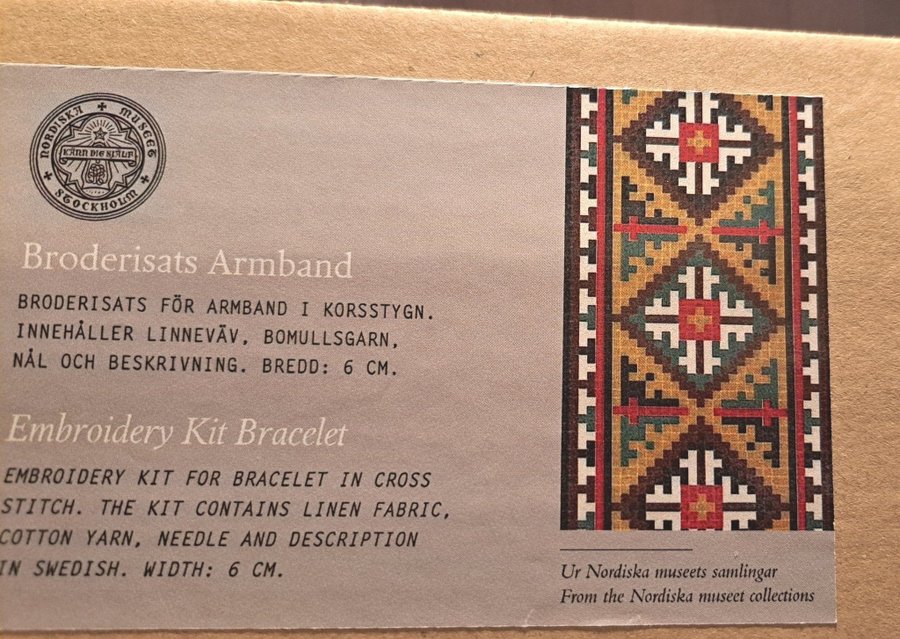 NORDISKA MUSEET
KÄNN DIG SJÄLF
STOCKHOLM
Broderisats Armband
BRODERISATS FÖR ARMBAND I KORSSTYGN.
INNEHÅLLER LINNEVÄV, BOMULLSGARN,
NÅL OCH BESKRIVNING. BREDD: 6 CM.
Embroidery Kit Bracelet
EMBROIDERY KIT FOR BRACELET IN CROSS
STITCH. THE KIT CONTAINS LINEN FABRIC,
COTTON YARN, NEEDLE AND DESCRIPTION
IN SWEDISH. WIDTH: 6 CM.
Ur Nordiska museets samlingar
From the Nordiska museet collections